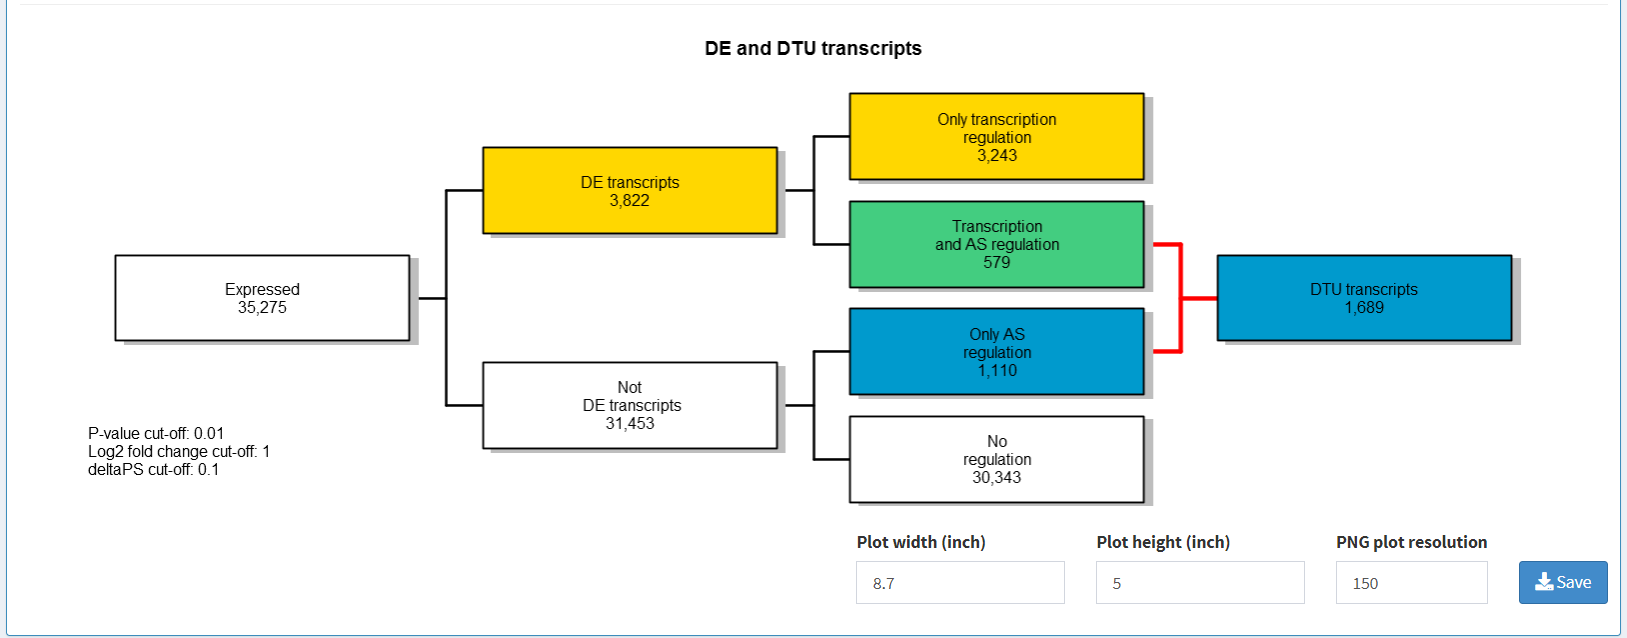 DE and DTU transcripts
Only transcription
regulation
3,243
DE transcripts
3,822
Transcription
and AS regulation
579
Expressed
35,275
DTU transcripts
1,689
Only AS
regulation
1,110
Not
DE transcripts
31,453
No
regulation
30,343
P-value cut-off: 0.01
Log2 fold change cut-off: 1
deltaPS cut-off: 0.1
Plot width (inch)
Plot height (inch)
PNG plot resolution
8.7
5
150
Save